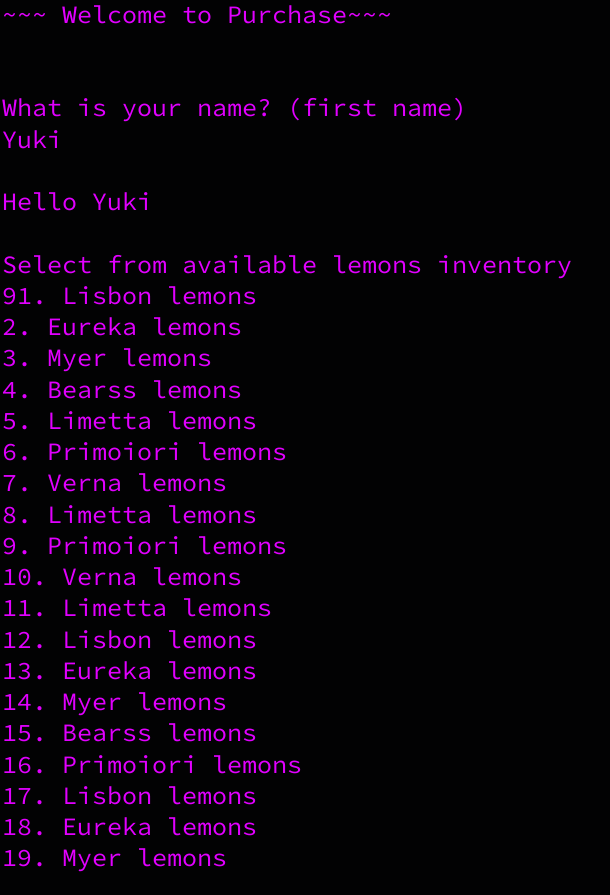 ~~~ Welcome to Purchase~~~
What is your name? (first name)
Yuki
Hello Yuki
Select from available lemons inventory
91. Lisbon lemons
2. Eureka lemons
3. Myer lemons
4. Bearss lemons
5. Limetta lemons
6. Primoiori lemons
7. Verna lemons
8. Limetta lemons
9. Primoiori lemons
10. Verna lemons
11. Limetta lemons
12. Lisbon lemons
13. Eureka lemons
14. Myer lemons
15. Bearss lemons
16. Primoiori lemons
17. Lisbon lemons
18. Eureka lemons
19. Myer lemons